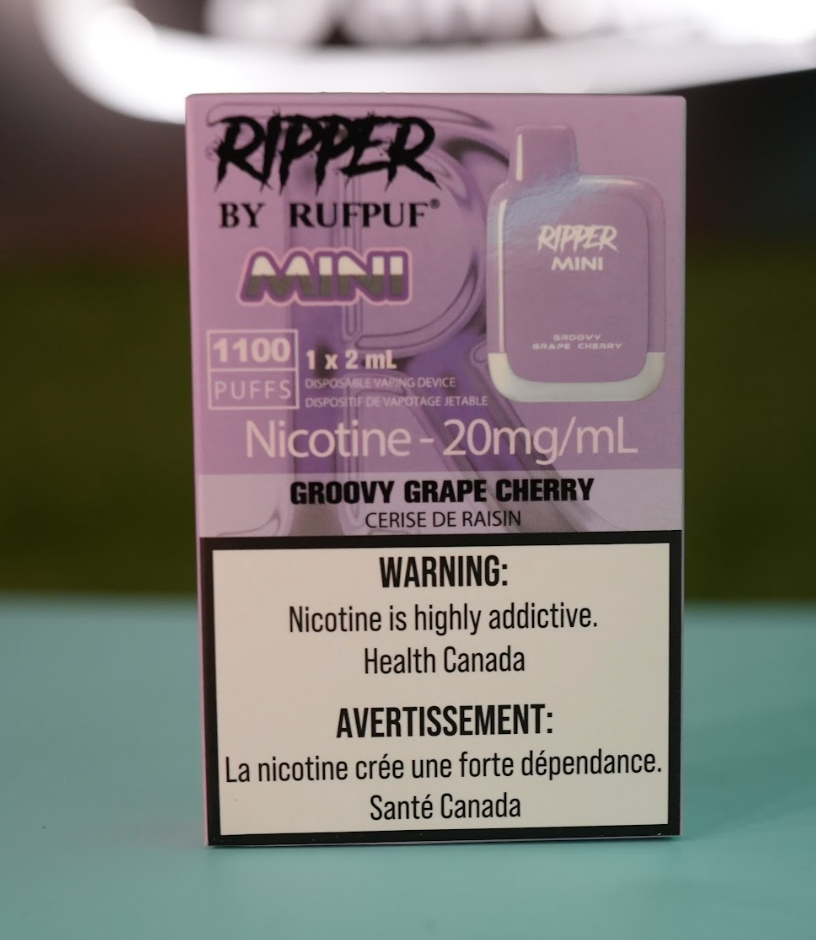 RIPPER
BY RUFPUF®
MINI
1100
PUFFS
1 x 2 mL
DISPOSABLE VAPING DEVICE
DISPOSITIF DE VAPOTAGE JETABLE
RIPPER
MINI
GROOVY
GRAPE CHERRY
Nicotine - 20mg/mL
GROOVY GRAPE CHERRY
CERISE DE RAISIN
WARNING:
Nicotine is highly addictive.
Health Canada
AVERTISSEMENT:
La nicotine crée une forte dépendance.
Santé Canada